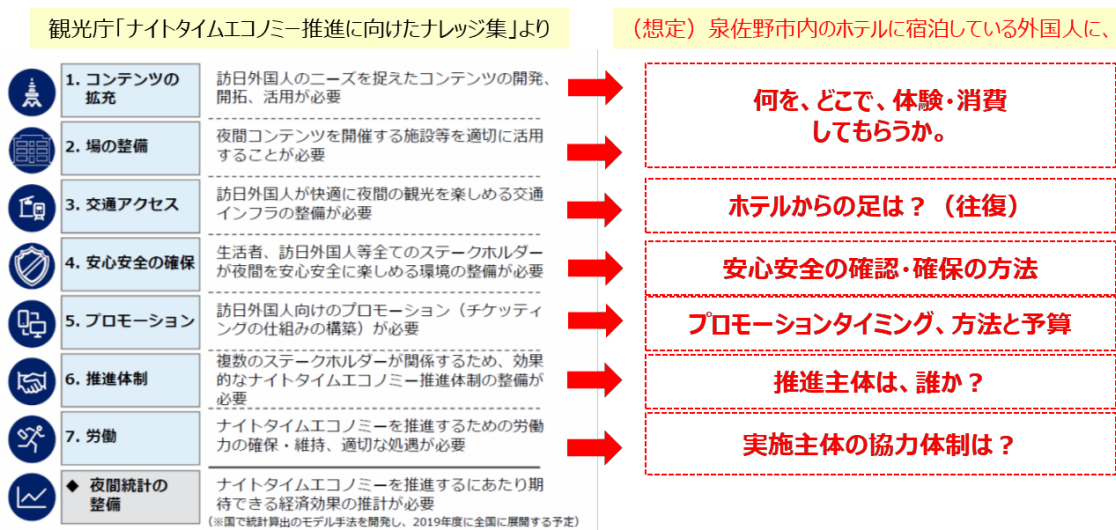 観光庁「ナイトタイムエコノミー推進に向けたナレッジ集」より
(想定）泉佐野市内のホテルに宿泊している外国人に、
1. コンテンツの
拡充
訪日外国人のニーズを捉えたコンテンツの開発、
開拓、活用が必要
何を、どこで、体験・消費
してもらうか。
2. 場の整備
夜間コンテンツを開催する施設等を適切に活用
することが必要
3. 交通アクセス
訪日外国人が快適に夜間の観光を楽しめる交通
インフラの整備が必要
ホテルからの足は？（往復）
4. 安心安全の確保
生活者、訪日外国人等全てのステークホルダー
が夜間を安心安全に楽しめる環境の整備が必要
安心安全の確認・確保の方法
5. プロモーション
訪日外国人向けのプロモーション（チケッティ
ングの仕組みの構築）が必要
プロモーションタイミング、方法と予算
6. 推進体制
複数のステークホルダーが関係するため、効果
的なナイトタイムエコノミー推進体制の整備が
必要
推進主体は、誰か？
7. 労働
ナイトタイムエコノミーを推進するための労働
力の確保・維持、適切な処遇が必要
実施主体の協力体制は？
◆ 夜間統計の
整備
ナイトタイムエコノミーを推進するにあたり期
待できる経済効果の推計が必要
(※国で統計算出のモデル手法を開発し、2019年度に全国に展開する予定)